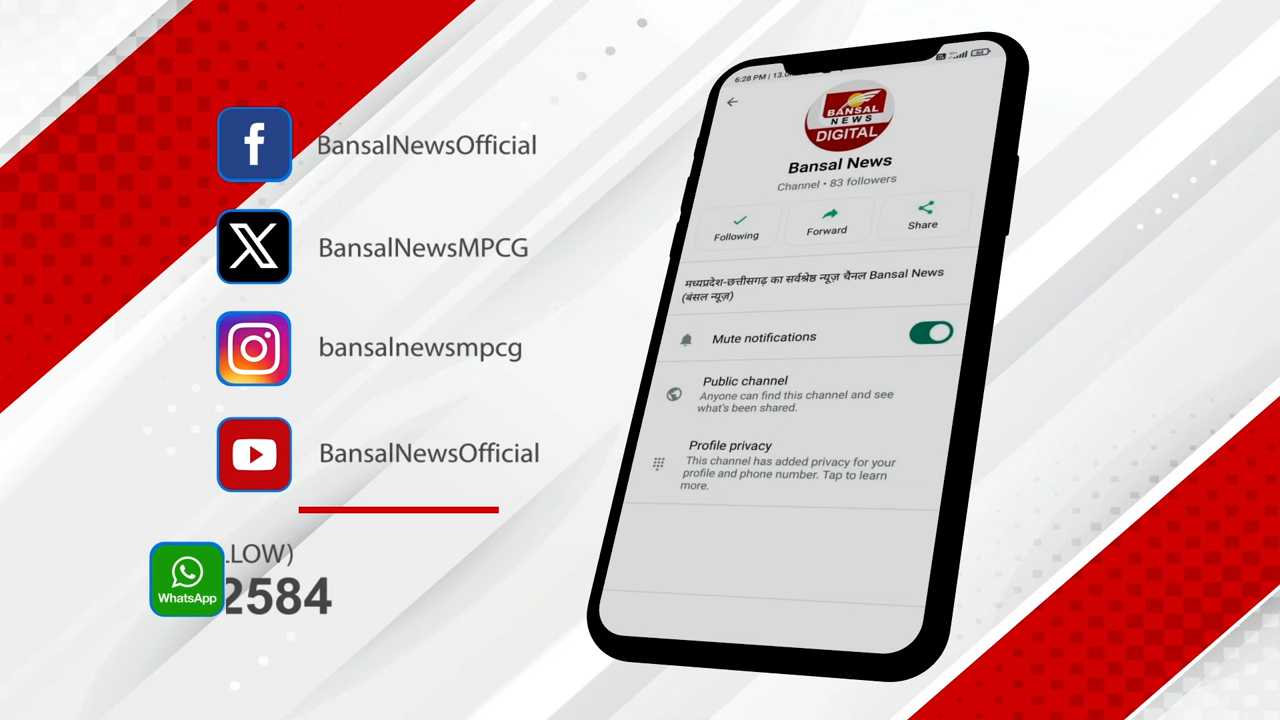 BansalNewsOfficial
BansalNewsMPCG
bansalnewsmpcg
BansalNewsOfficial
LLOW)
2584
WhatsApp
6:28 PM
BANSAL
NEWS
DIGITAL
Bansal News
Channel • 83 followers
Following
Forward
Share
मध्यप्रदेश-छत्तीसगढ़ का सर्वश्रेष्ठ न्यूज़ चैनल Bansal News
(बंसल न्यूज़)
Mute notifications
Public channel
Anyone can find this channel and see
what's been shared.
Profile privacy
This channel has added privacy for your
profile and phone number. Tap to learn
more.